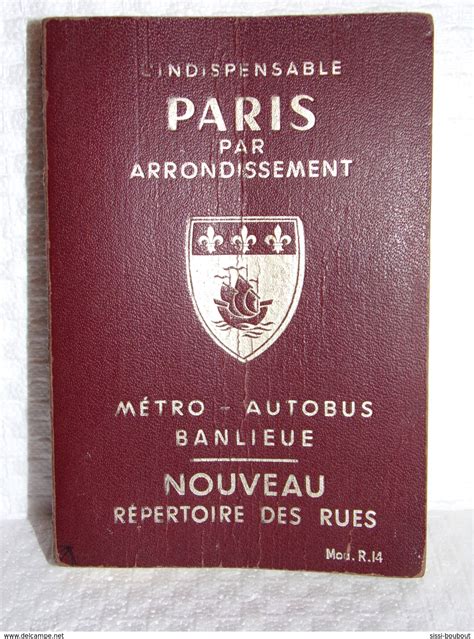 L'INDISPENSABLE
PARIS
PAR
ARRONDISSEMENT
MÉTRO - AUTOBUS
BANLIEUE
NOUVEAU
RÉPERTOIRE DES RUES
Mod. R.14
www.delcampe.net
sissi-boubout